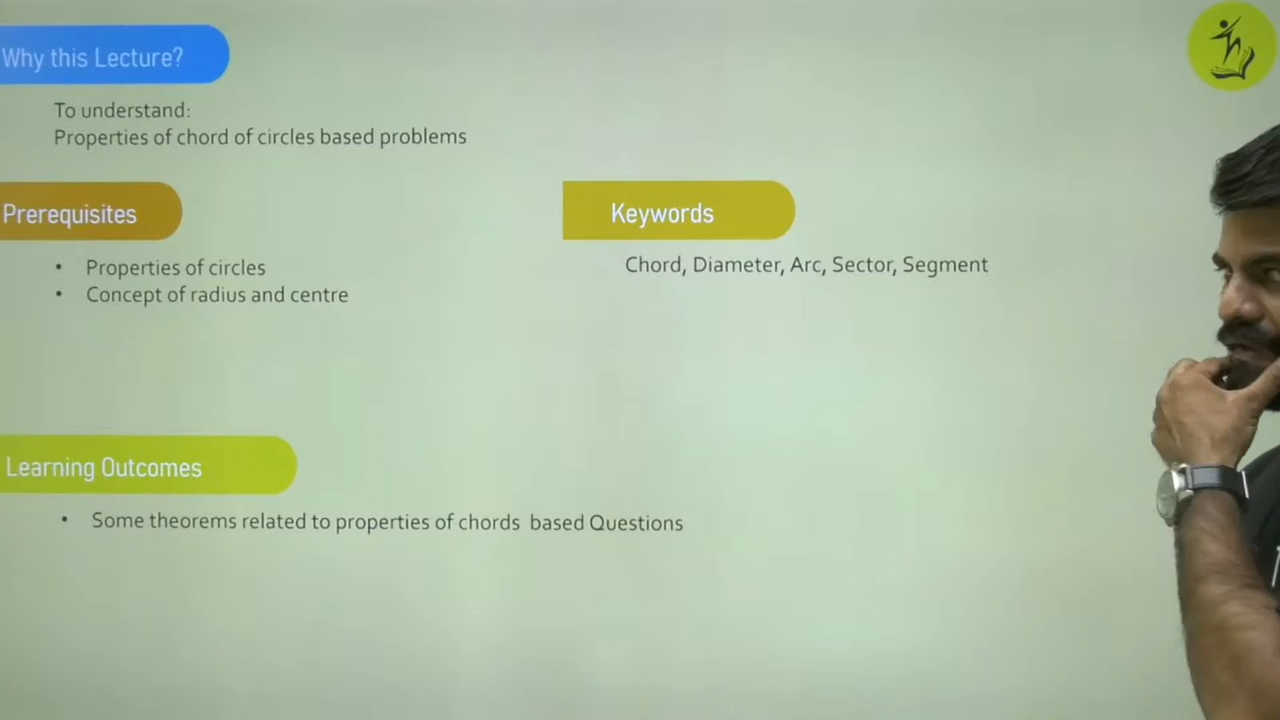 Why this Lecture?
To understand:
Properties of chord of circles based problems
Prerequisites
• Properties of circles
• Concept of radius and centre
Keywords
Chord, Diameter, Arc, Sector, Segment
Learning Outcomes
• Some theorems related to properties of chords based Questions